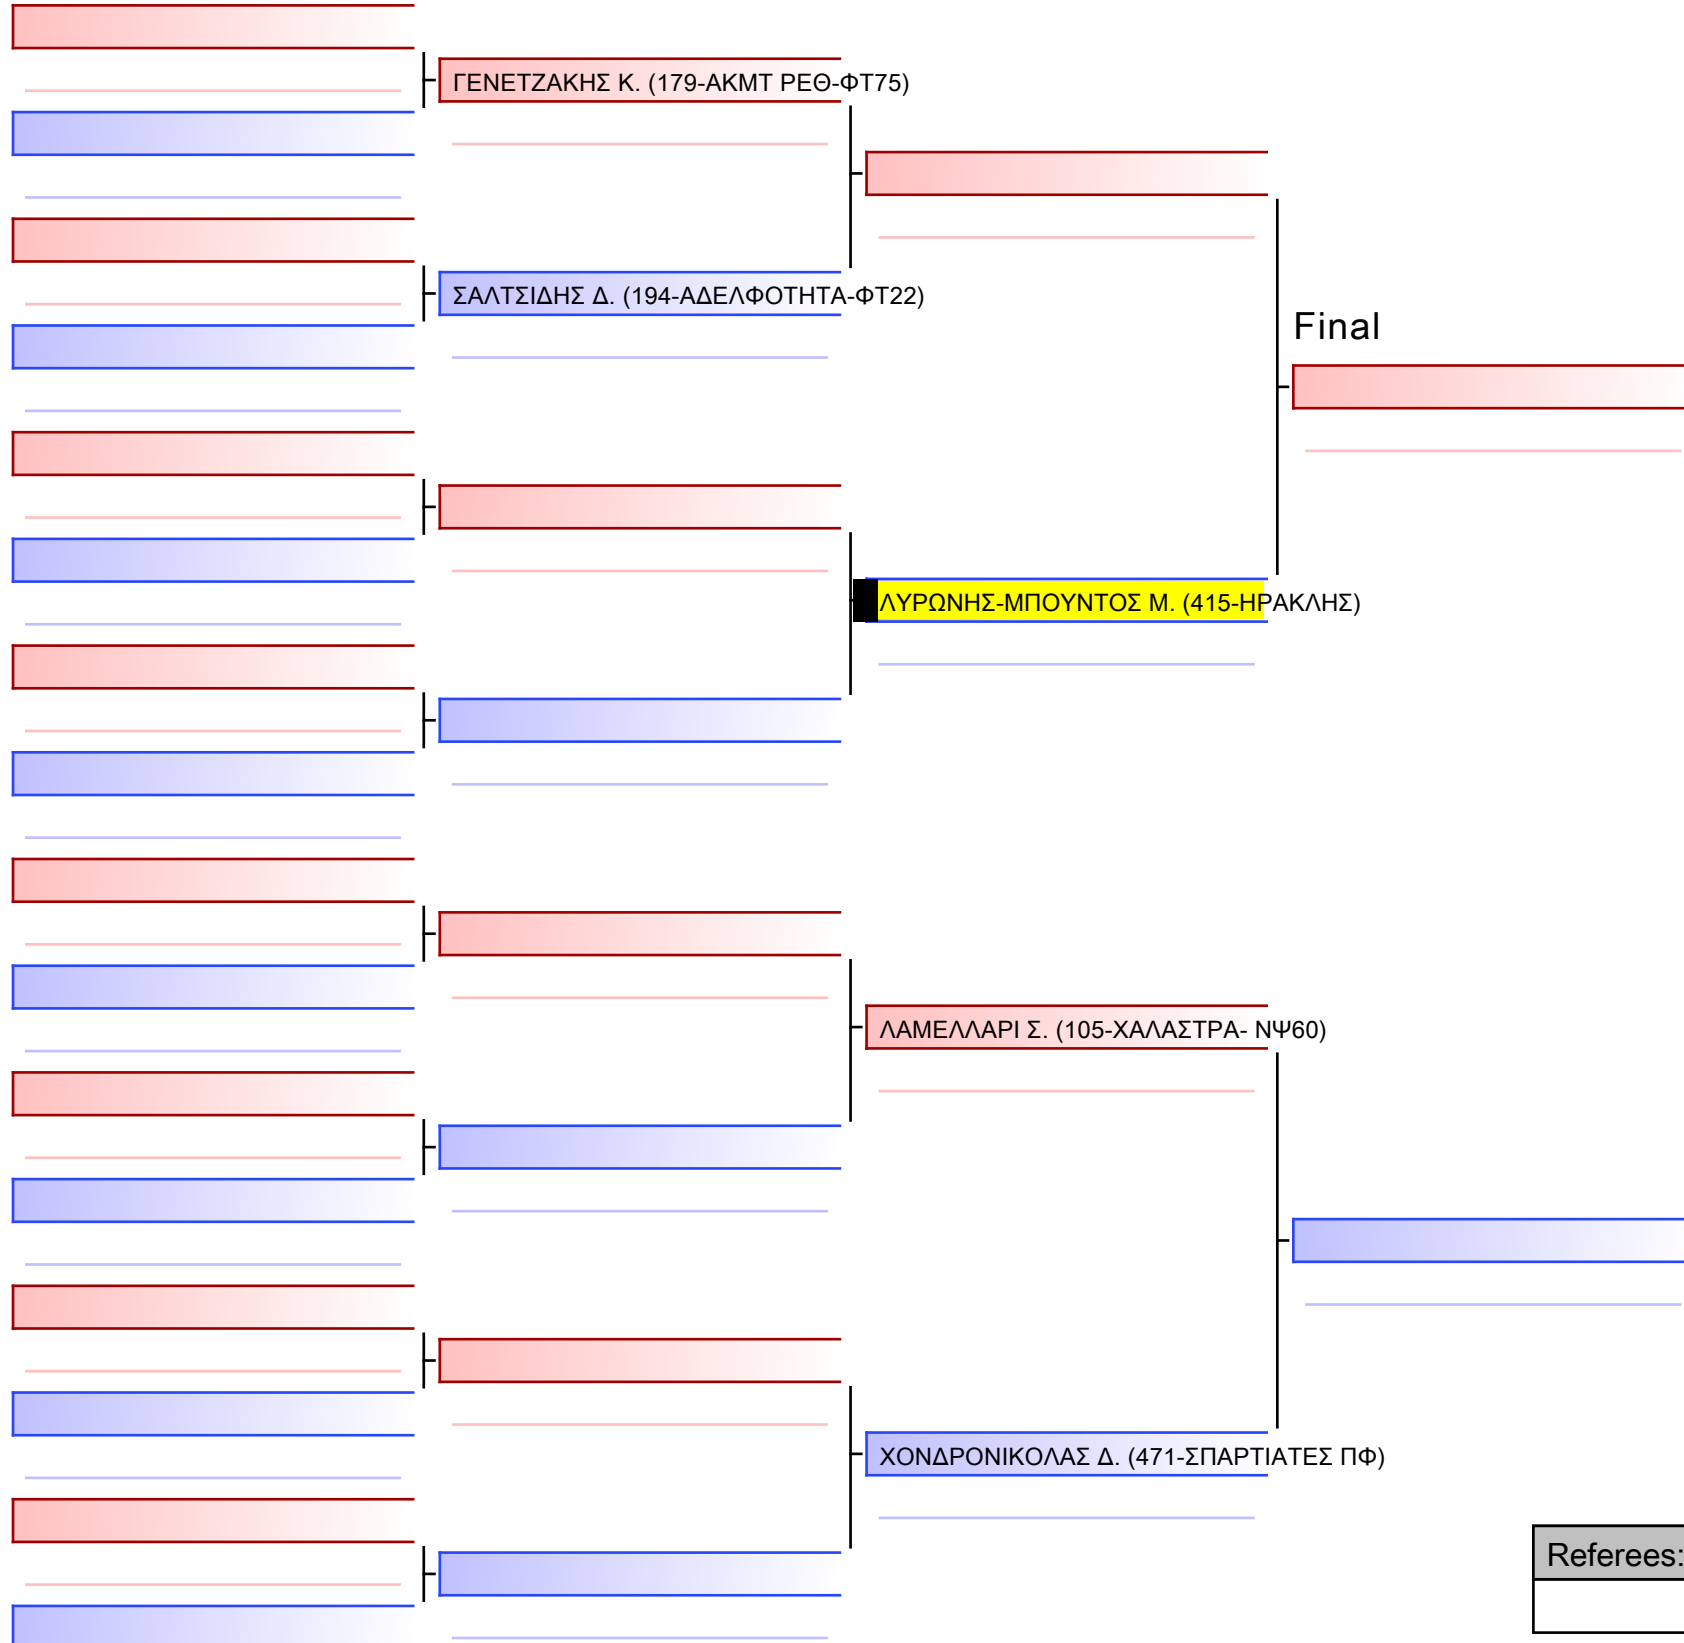 ΓΕΝΕΤΖΑΚΗΣ Κ. (179-ΑΚΜΤ ΡΕΘ-ΦΤ75)
ΣΑΛΤΣΙΔΗΣ Δ. (194-ΑΔΕΛΦΟΤΗΤΑ-ΦΤ22)
Final
ΛΥΡΩΝΗΣ-ΜΠΟΥΝΤΟΣ Μ. (415-ΗΡΑΚΛΗΣ)
ΛΑΜΕΛΛΑΡΙ Σ. (105-ΧΑΛΑΣΤΡΑ- ΝΨ60)
ΧΟΝΔΡΟΝΙΚΟΛΑΣ Δ. (471-ΣΠΑΡΤΙΑΤΕΣ ΠΦ)
Referees: